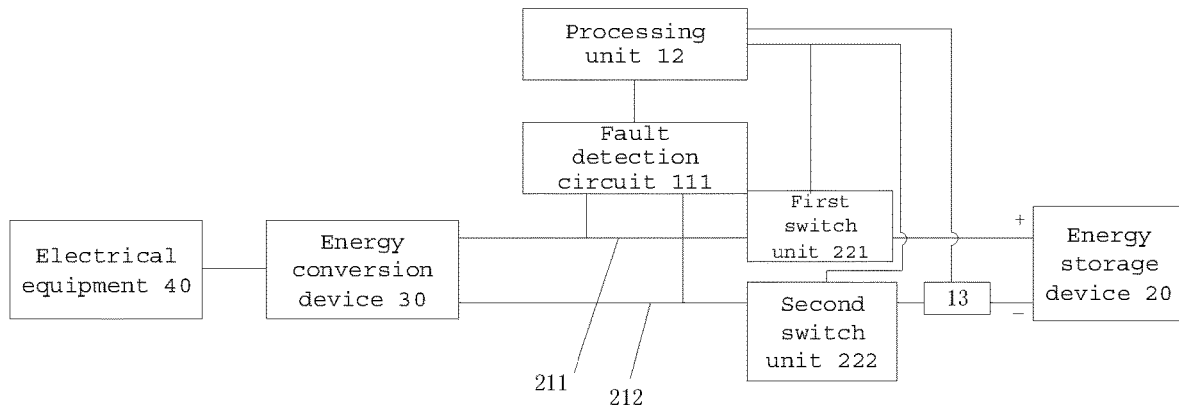 Processing
unit 12
Fault
detection
circuit 111
First
switch
unit 221
+
Electrical
equipment 40
Energy
conversion
device 30
Energy
storage
device 20
13
−
Second
switch
unit 222
211
212